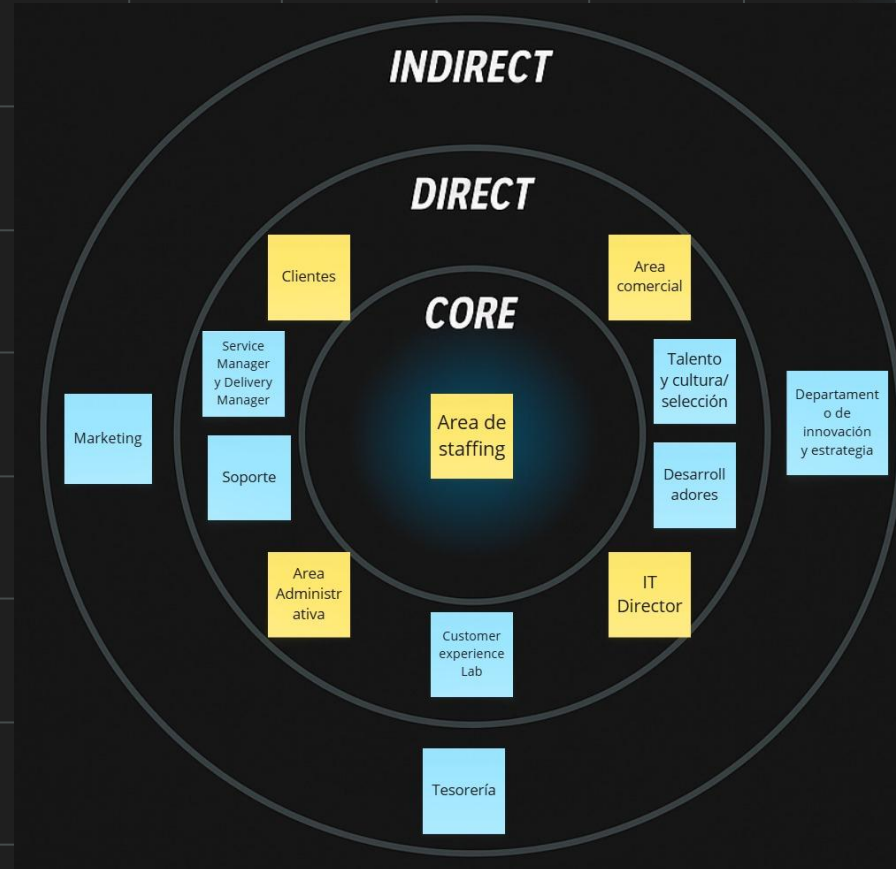 INDIRECT
DIRECT
CORE
Clientes
Area
comercial
Service
Manager
y Delivery
Manager
Talento
y cultura/
selección
Marketing
Area de
staffing
Departament
o de
innovación
y estrategia
Soporte
Desarroll
adores
Area
Administr
ativa
IT
Director
Customer
experience
Lab
Tesorería